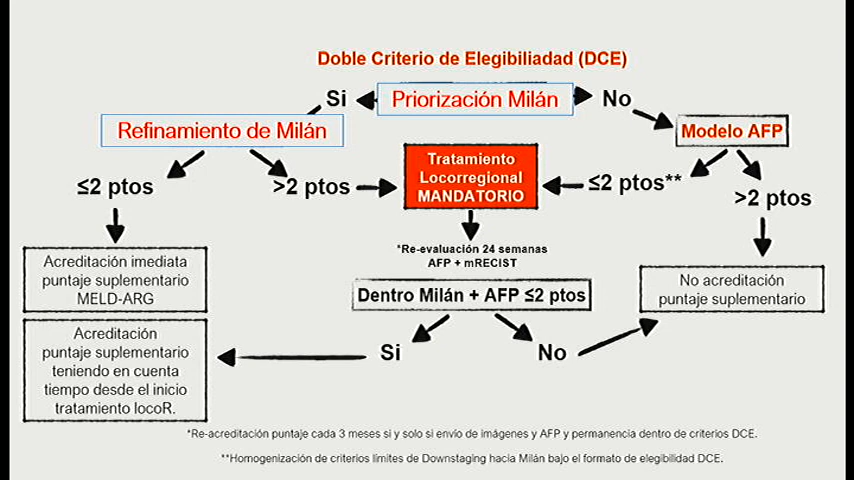 Doble Criterio de Elegibiliadad (DCE)
Si
Priorización Milán
No
Refinamiento de Milán
Modelo AFP
≤2 ptos
>2 ptos
Tratamiento
Locorregional
MANDATORIO
≤2 ptos**
>2 ptos
*Re-evaluación 24 semanas
AFP + mRECIST
Acreditación imediata
puntaje suplementario
MELD-ARG
Dentro Milán + AFP ≤2 ptos
No acreditación
puntaje suplementario
Acreditación
puntaje suplementario
teniendo en cuenta
tiempo desde el inicio
tratamiento locoR.
Si
No
*Re-acreditación puntaje cada 3 meses si y solo si envio de imágenes y AFP y permanencia dentro de criterios DCE.
**Homogenización de criterios límites de Downstaging hacia Milán bajo el formato de elegibilidad DCE.